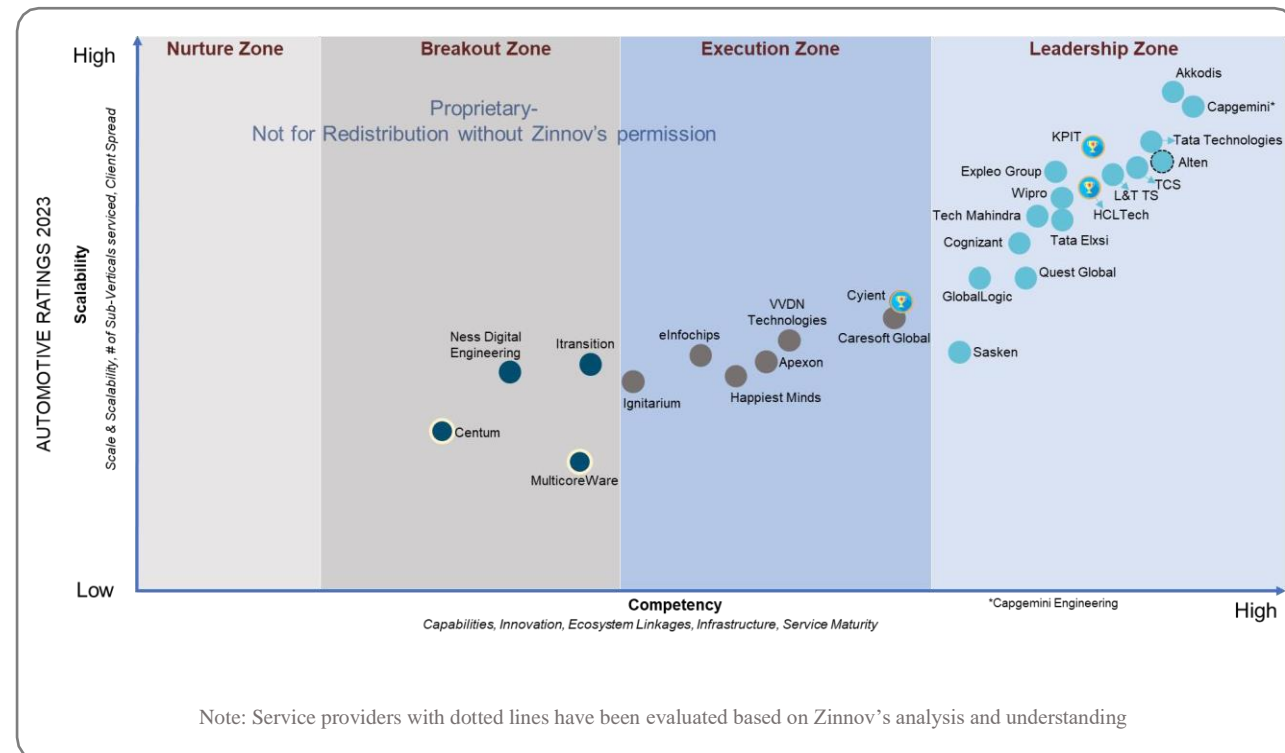 High
Nurture Zone
Breakout Zone
Execution Zone
Leadership Zone
Proprietary-
Not for Redistribution without Zinnov's permission
AUTOMOTIVE RATINGS 2023
Scalability
Scale & Scalability, # of Sub-Verticals serviced, Client Spread
Akkodis
Capgemini*
KPIT
Tata Technologies
Expleo Group
Alten
TCS
Wipro
L&T TS
HCLTech
Tech Mahindra
Tata Elxsi
Cognizant
Quest Global
GlobalLogic
Cyient
VVDN
Technologies
Caresoft Global
Sasken
Ness Digital
Engineering
Itransition
eInfochips
Apexon
Happiest Minds
Ignitarium
Centum
MulticoreWare
Low
Competency
Capabilities, Innovation, Ecosystem Linkages, Infrastructure, Service Maturity
*Capgemini Engineering
High
Note: Service providers with dotted lines have been evaluated based on Zinnov's analysis and understanding